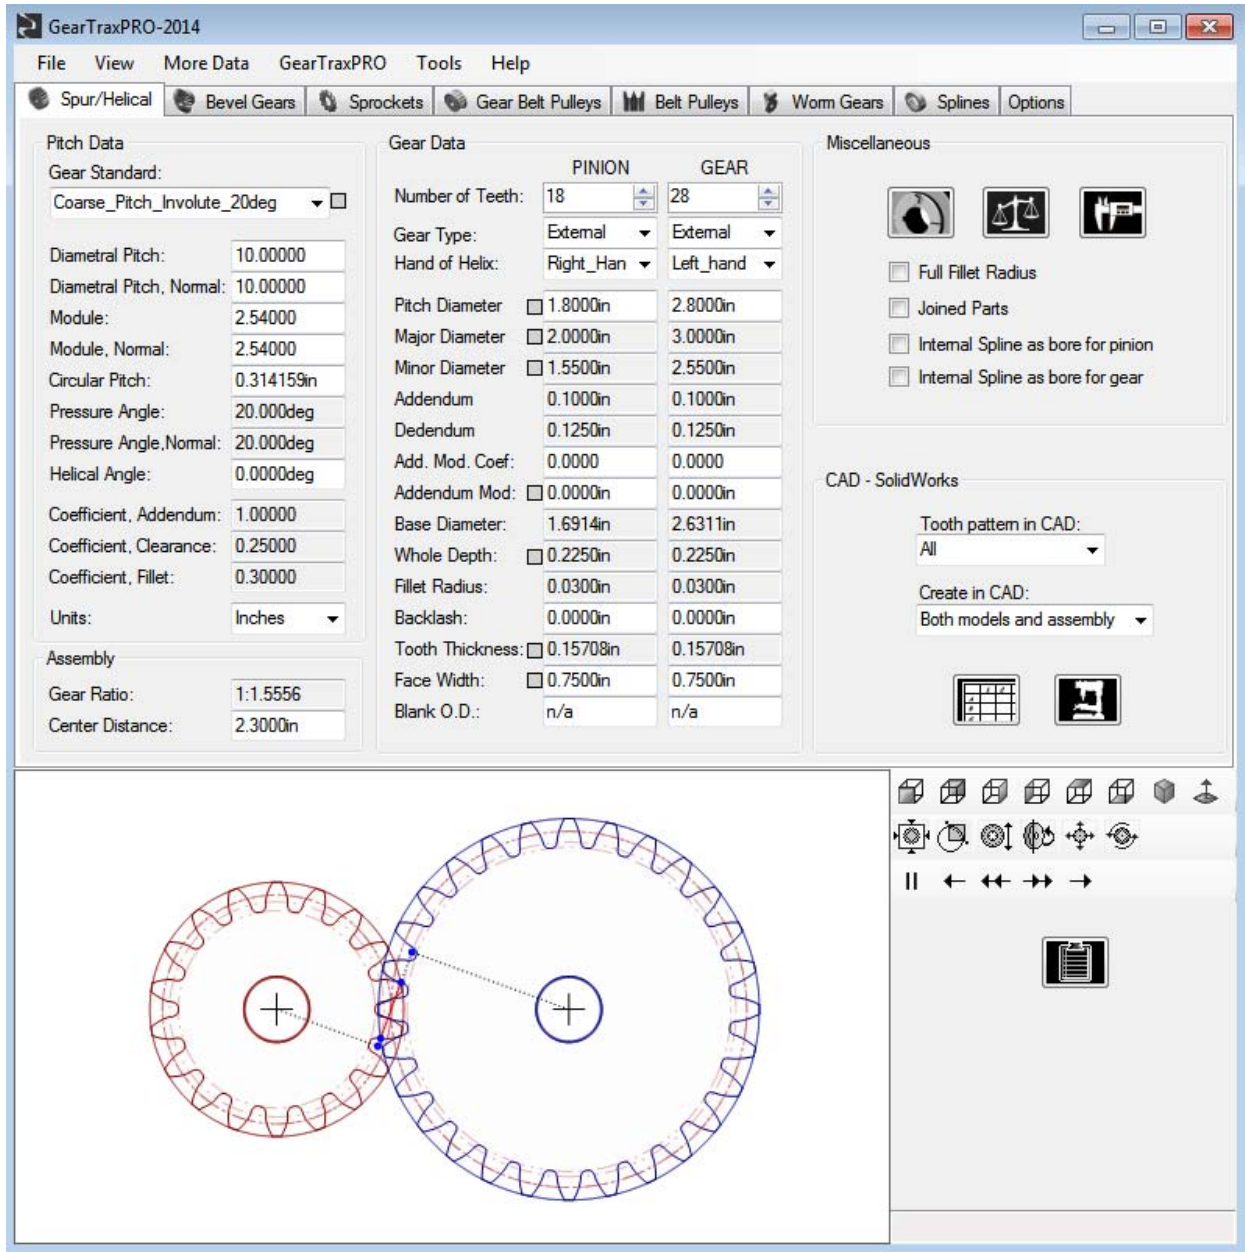 GearTraxPRO-2014
File View More Data GearTraxPRO Tools Help
Spur/Helical Bevel Gears Sprockets Gear Belt Pulleys Belt Pulleys Worm Gears Splines Options
Pitch Data
Gear Standard:
Coarse_Pitch_Involute_20deg
Diametral Pitch: 10.00000
Diametral Pitch, Normal: 10.00000
Module: 2.54000
Module, Normal: 2.54000
Circular Pitch: 0.314159in
Pressure Angle: 20.000deg
Pressure Angle,Normal: 20.000deg
Helical Angle: 0.0000deg
Coefficient, Addendum: 1.00000
Coefficient, Clearance: 0.25000
Coefficient, Fillet: 0.30000
Units: Inches
Assembly
Gear Ratio: 1:1.5556
Center Distance: 2.3000in
Gear Data
PINION GEAR
Number of Teeth: 18 28
Gear Type: External External
Hand of Helix: Right_Han Left_hand
Pitch Diameter 1.8000in 2.8000in
Major Diameter 2.0000in 3.0000in
Minor Diameter 1.5500in 2.5500in
Addendum 0.1000in 0.1000in
Dedendum 0.1250in 0.1250in
Add. Mod. Coef: 0.0000 0.0000
Addendum Mod: 0.0000in 0.0000in
Base Diameter: 1.6914in 2.6311in
Whole Depth: 0.2250in 0.2250in
Fillet Radius: 0.0300in 0.0300in
Backlash: 0.0000in 0.0000in
Tooth Thickness: 0.15708in 0.15708in
Face Width: 0.7500in 0.7500in
Blank O.D.: n/a n/a
Miscellaneous
Full Fillet Radius
Joined Parts
Internal Spline as bore for pinion
Internal Spline as bore for gear
CAD - SolidWorks
Tooth pattern in CAD:
All
Create in CAD:
Both models and assembly